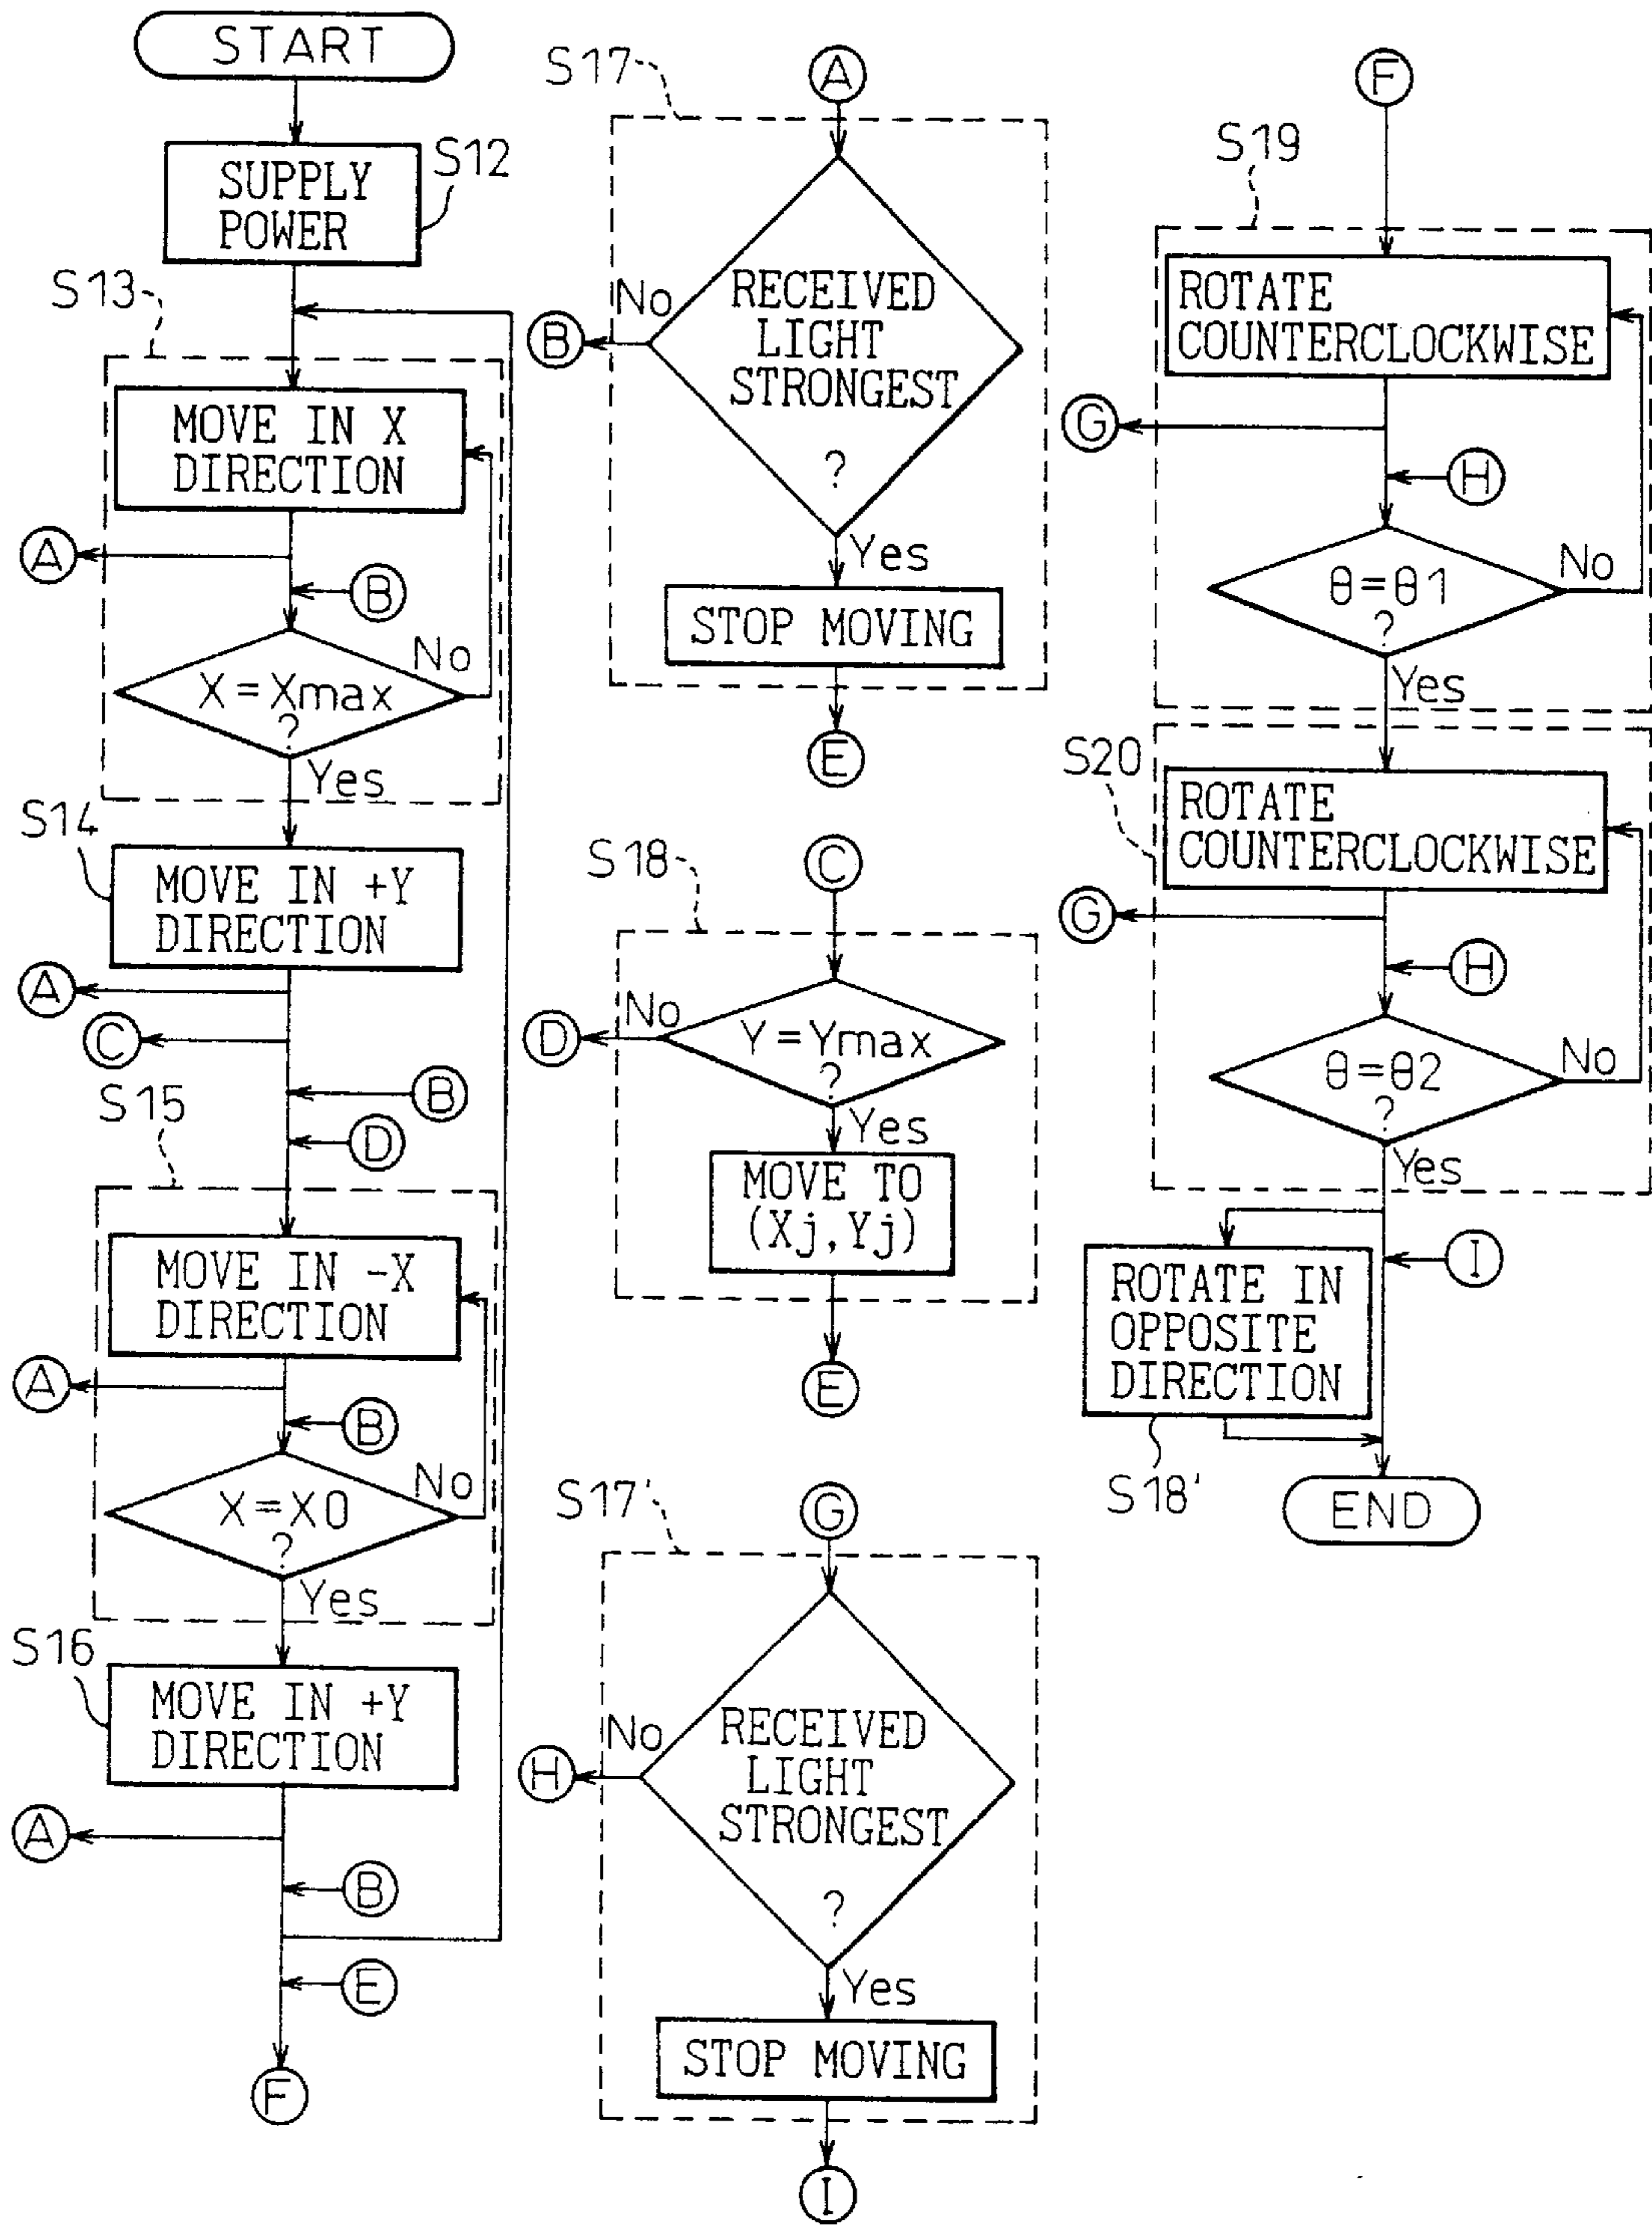 START
S12
SUPPLY
POWER
S13
MOVE IN X
DIRECTION
A
B
No
X=Xmax
?
Yes
S14
MOVE IN +Y
DIRECTION
A
C
B
D
S15
MOVE IN -X
DIRECTION
A
B
No
X=X0
?
Yes
S16
MOVE IN +Y
DIRECTION
A
B
E
F
S17
A
No
B
RECEIVED
LIGHT
STRONGEST
?
Yes
STOP MOVING
E
S18
C
No
D
Y=Ymax
?
Yes
MOVE TO
(Xj,Yj)
E
S17'
G
No
H
RECEIVED
LIGHT
STRONGEST
?
Yes
STOP MOVING
I
F
S19
ROTATE
COUNTERCLOCKWISE
G
H
No
θ=θ1
?
Yes
S20
ROTATE
COUNTERCLOCKWISE
G
H
No
θ=θ2
?
Yes
I
ROTATE IN
OPPOSITE
DIRECTION
S18'
END